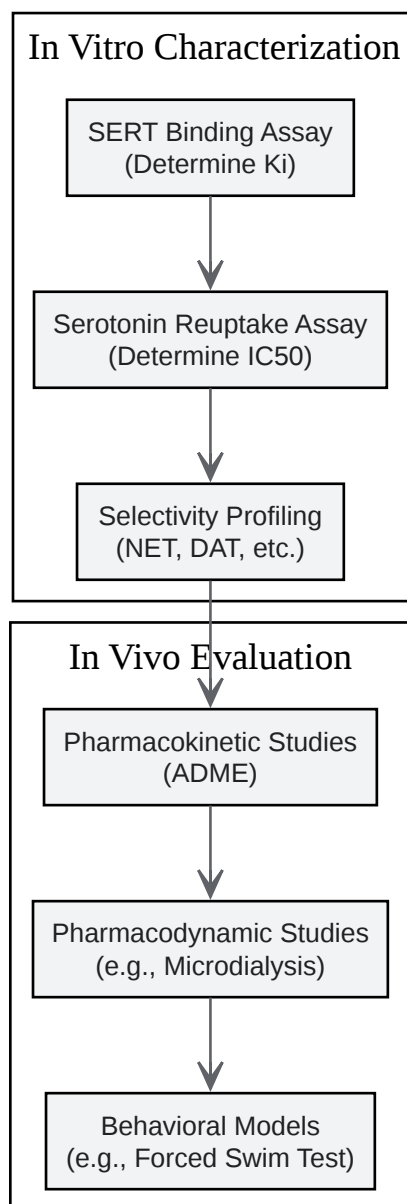 In Vitro Characterization
SERT Binding Assay
(Determine Ki)
Serotonin Reuptake Assay
(Determine IC50)
Selectivity Profiling
(NET, DAT, etc.)
In Vivo Evaluation
Pharmacokinetic Studies
(ADME)
Pharmacodynamic Studies
(e.g., Microdialysis)
Behavioral Models
(e.g., Forced Swim Test)